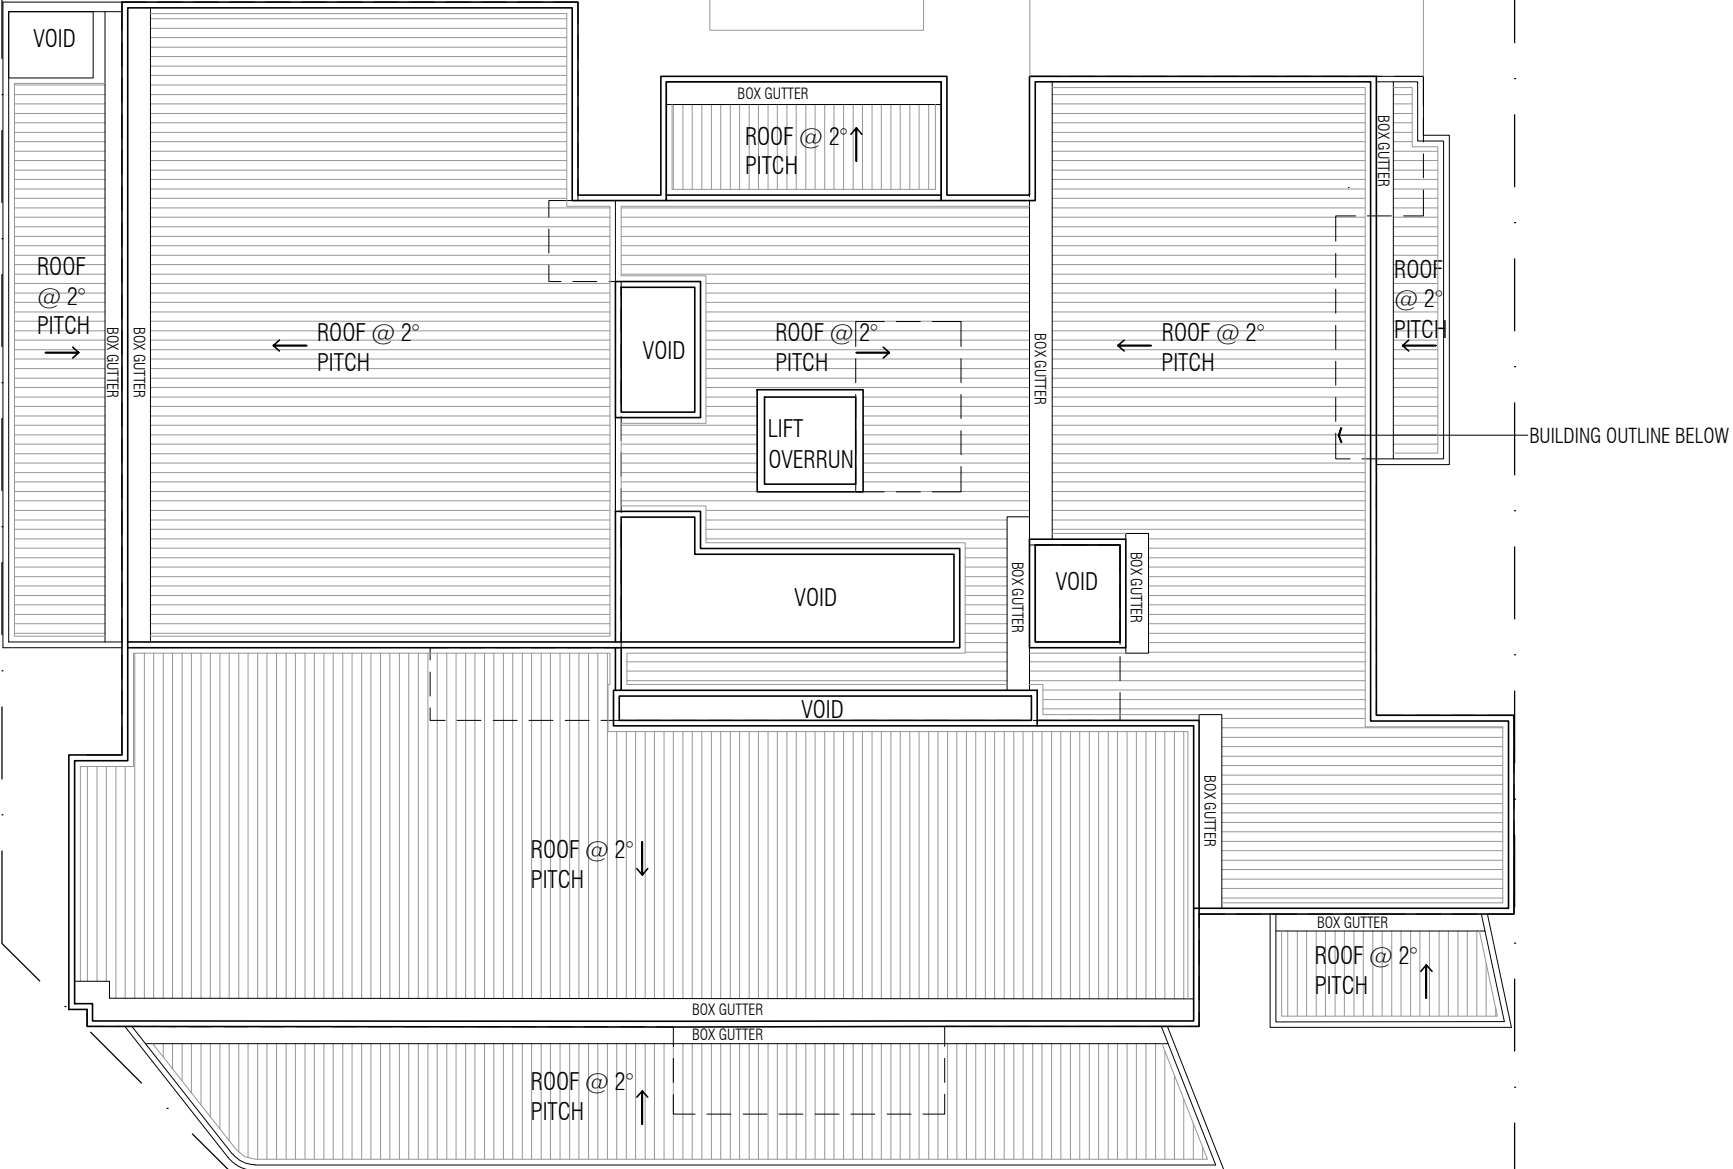 VOID
BOX GUTTER
ROOF @ 2°
PITCH
BOX GUTTER
ROOF
@ 2°
PITCH
BOX GUTTER
BOX GUTTER
ROOF @ 2°
PITCH
VOID
ROOF @ 2°
PITCH
BOX GUTTER
ROOF @ 2°
PITCH
ROOF
@ 2°
PITCH
LIFT
OVERRUN
BUILDING OUTLINE BELOW
VOID
BOX GUTTER
VOID
BOX GUTTER
VOID
BOX GUTTER
ROOF @ 2°
PITCH
BOX GUTTER
ROOF @ 2°
PITCH
BOX GUTTER
BOX GUTTER
ROOF @ 2°
PITCH